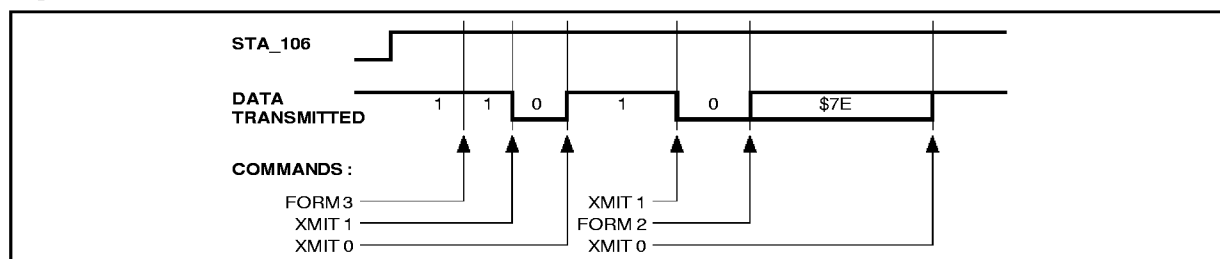 STA_106
DATA
TRANSMITTED
1 1 0 1 0 $7E
COMMANDS :
FORM 3
XMIT 1
XMIT 0
XMIT 1
FORM 2
XMIT 0